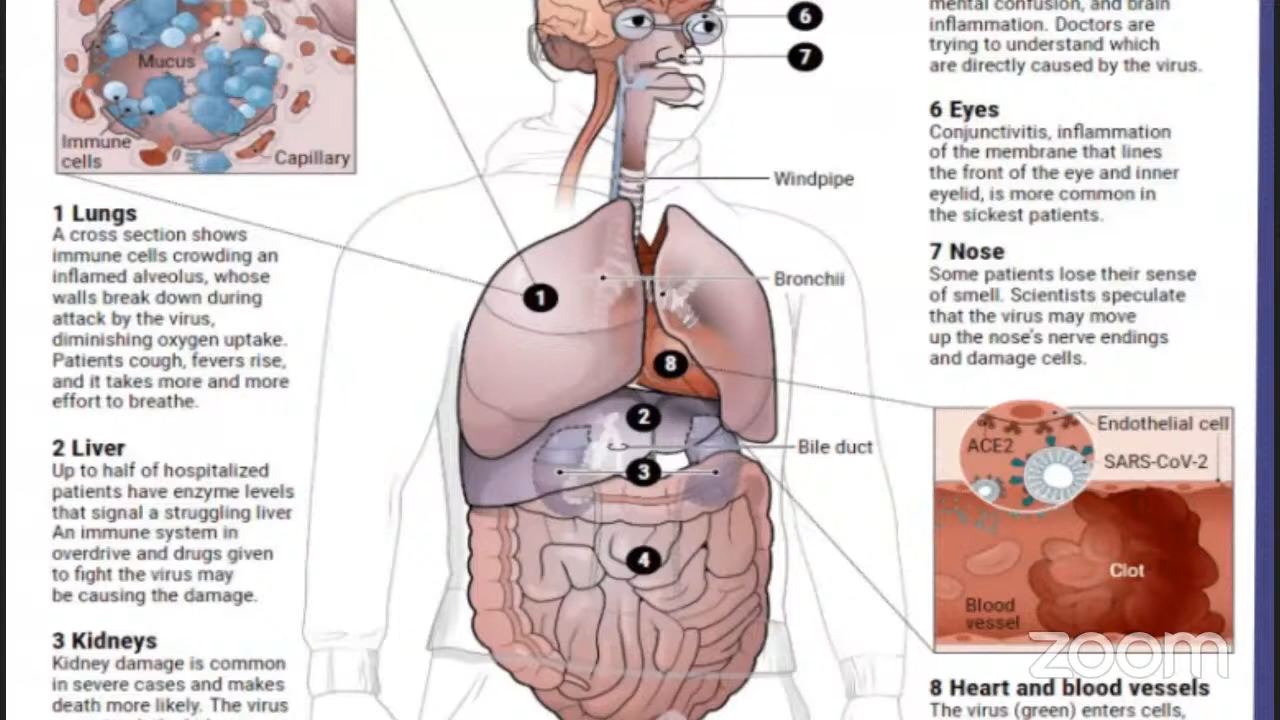 Mucus
Immune
cells
Capillary
1 Lungs
A cross section shows
immune cells crowding an
inflamed alveolus, whose
walls break down during
attack by the virus,
diminishing oxygen uptake.
Patients cough, fevers rise,
and it takes more and more
effort to breathe.
2 Liver
Up to half of hospitalized
patients have enzyme levels
that signal a struggling liver
An immune system in
overdrive and drugs given
to fight the virus may
be causing the damage.
3 Kidneys
Kidney damage is common
in severe cases and makes
death more likely. The virus
6
7
Windpipe
Bronchii
1
8
2
Bile duct
3
4
mental confusion, and brain
inflammation. Doctors are
trying to understand which
are directly caused by the virus.
6 Eyes
Conjunctivitis, inflammation
of the membrane that lines
the front of the eye and inner
eyelid, is more common in
the sickest patients.
7 Nose
Some patients lose their sense
of smell. Scientists speculate
that the virus may move
up the nose's nerve endings
and damage cells.
Endothelial cell
ACE2
SARS-CoV-2
Clot
Blood
vessel
zoom
8 Heart and blood vessels
The virus (green) enters cells,